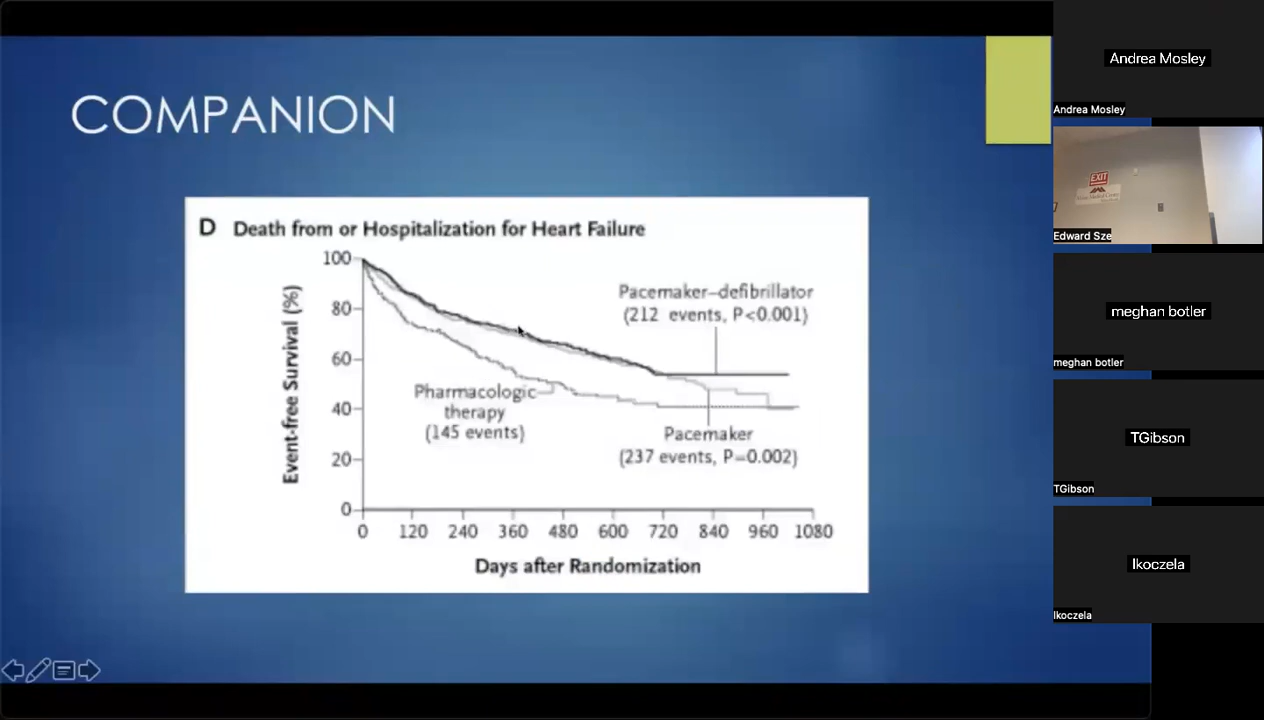 COMPANION
D Death from or Hospitalization for Heart Failure
Event-free Survival (%)
100
80
60
40
20
0
Pacemaker–defibrillator
(212 events, P<0.001)
Pharmacologic
therapy
(145 events)
Pacemaker
(237 events, P=0.002)
0 120 240 360 480 600 720 840 960 1080
Days after Randomization
Andrea Mosley
Andrea Mosley
EXIT
Edward Sze
meghan botler
meghan botler
TGibson
TGibson
lkoczela
lkoczela